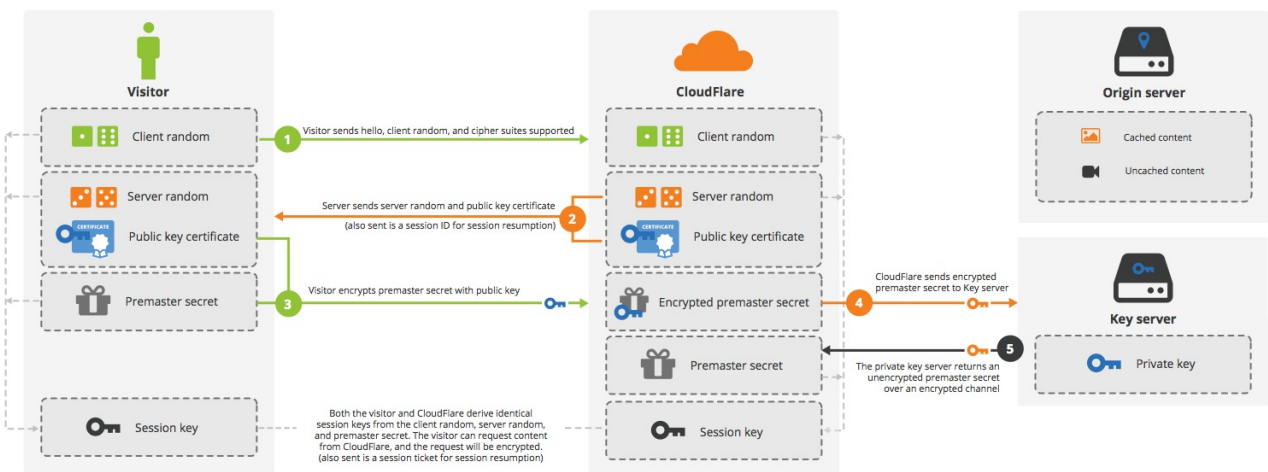 Visitor
CloudFlare
Origin server
Client random
1
Visitor sends hello, client random, and cipher suites supported
Client random
Cached content
Uncached content
Server random
Server sends server random and public key certificate
(also sent is a session ID for session resumption)
2
Server random
CERTIFICATE
Public key certificate
CERTIFICATE
Public key certificate
Premaster secret
3
Visitor encrypts premaster secret with public key
Encrypted premaster secret
4
CloudFlare sends encrypted
premaster secret to Key server
Key server
Premaster secret
5
The private key server returns an
unencrypted premaster secret
over an encrypted channel
Private key
Session key
Both the visitor and CloudFlare derive identical
session keys from the client random, server random,
and premaster secret. The visitor can request content
from CloudFlare, and the request will be encrypted.
(also sent is a session ticket for session resumption)
Session key